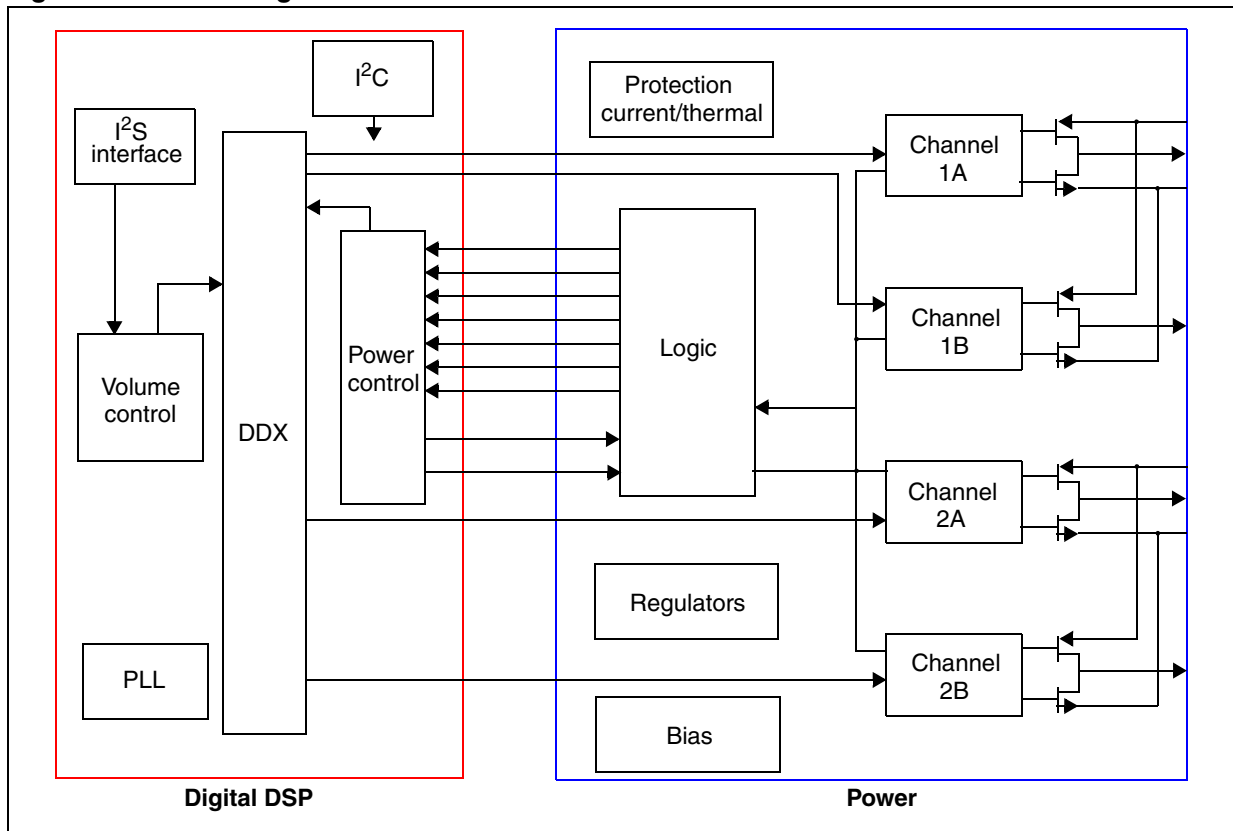 I²C
Protection
current/thermal
I²S
interface
Channel
1A
Channel
1B
Logic
Power
control
Volume
control
DDX
Channel
2A
Regulators
Channel
2B
PLL
Bias
Digital DSP
Power